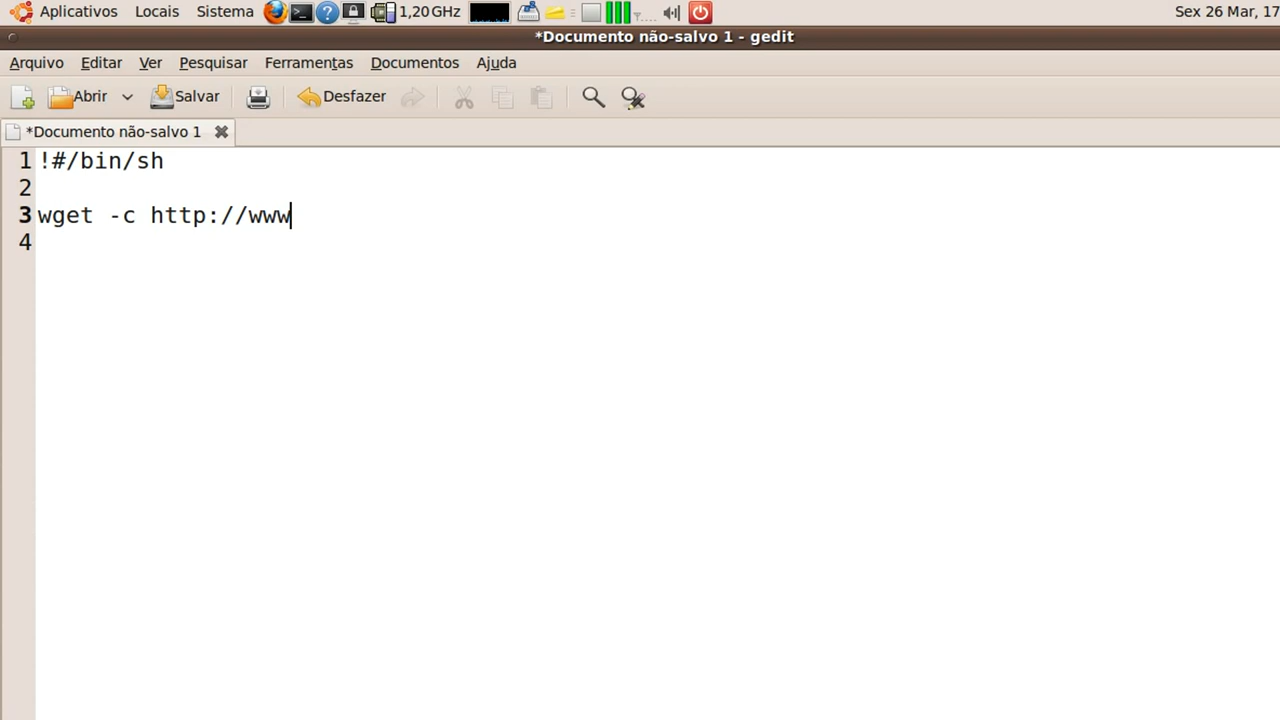 Aplicativos Locais Sistema 1,20 GHz Sex 26 Mar, 17
*Documento não-salvo 1 - gedit
Arquivo Editar Ver Pesquisar Ferramentas Documentos Ajuda
Abrir Salvar Desfazer
*Documento não-salvo 1
1 !#/bin/sh
2
3 wget -c http://www
4